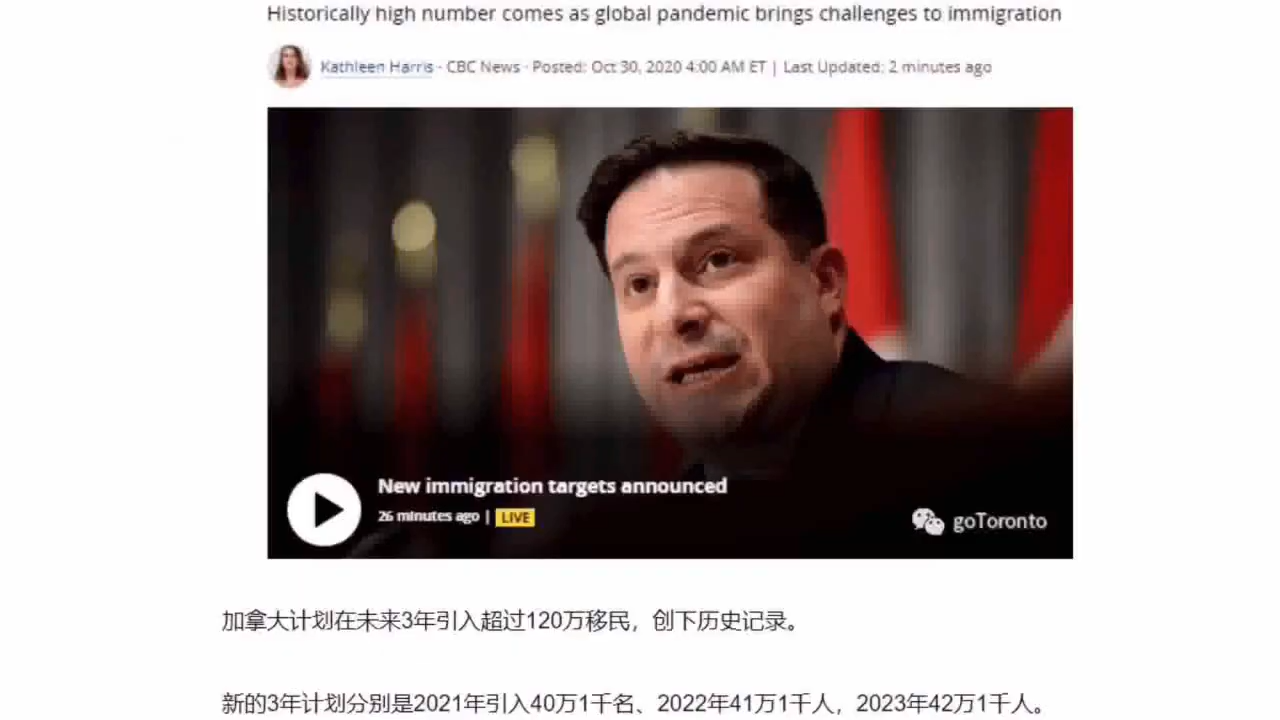 Historically high number comes as global pandemic brings challenges to immigration
Kathleen Harris · CBC News · Posted: Oct 30, 2020 4:00 AM ET | Last Updated: 2 minutes ago
New immigration targets announced
26 minutes ago | LIVE
goToronto
加拿大计划在未来3年引入超过120万移民，创下历史记录。
新的3年计划分别是2021年引入40万1千名、2022年41万1千人，2023年42万1千人。